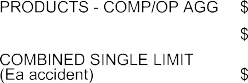 PRODUCTS - COMP/OP AGG $
$
COMBINED SINGLE LIMIT
(Ea accident) $